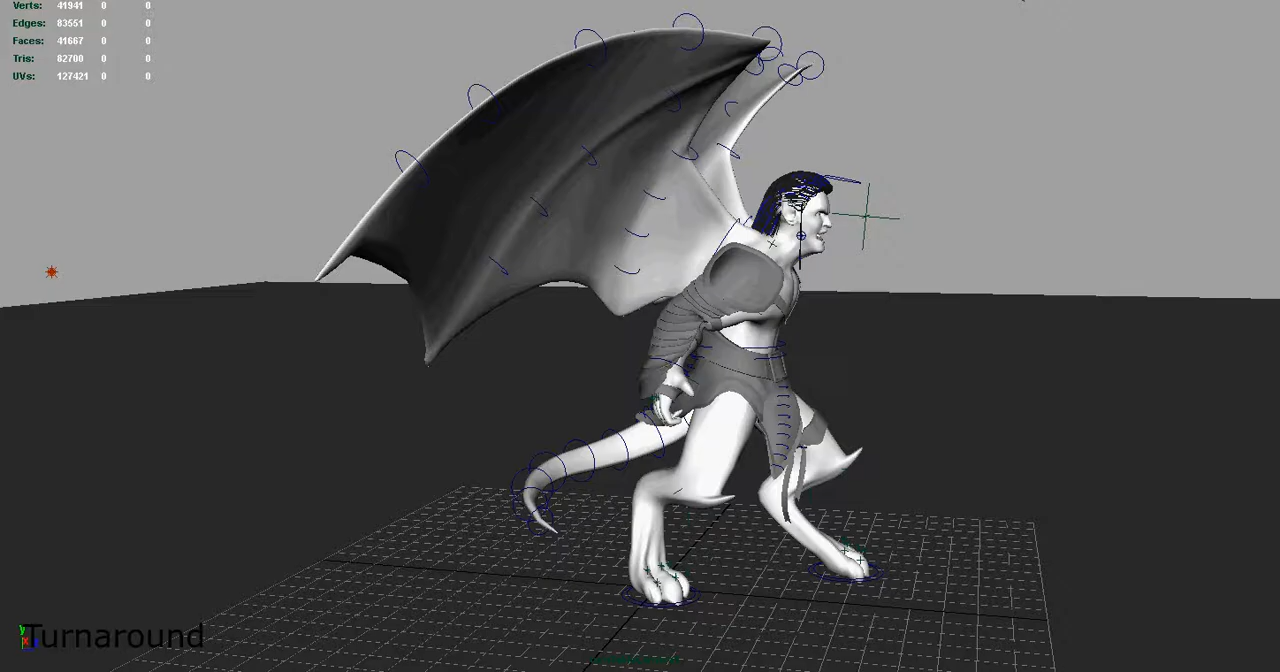 Verts: 41941 0 0
Edges: 83551 0 0
Faces: 41667 0 0
Tris: 82700 0 0
UVs: 127421 0 0
Turnaround